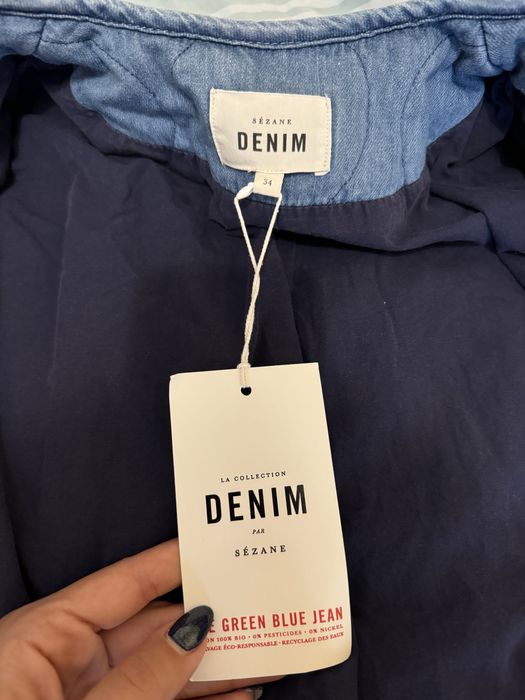 SÉZANE
DENIM
34
LA COLLECTION
DENIM
PAR
SÉZANE
GREEN BLUE JEAN
100% BIO • 0% PESTICIDES • 0% NICKEL
ÉCO-RESPONSABLE • RECYCLAGE DES EAUX